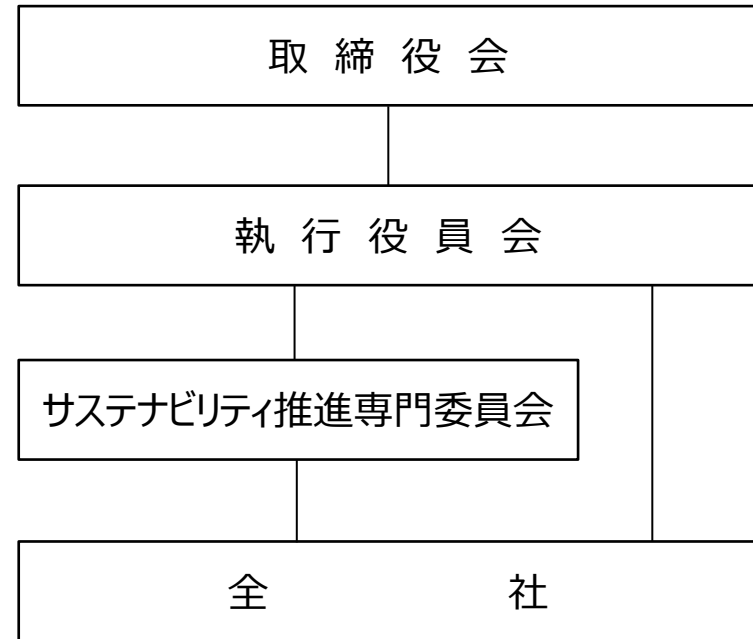 取 締 役 会
執 行 役 員 会
サステナビリティ推進専門委員会
全 社